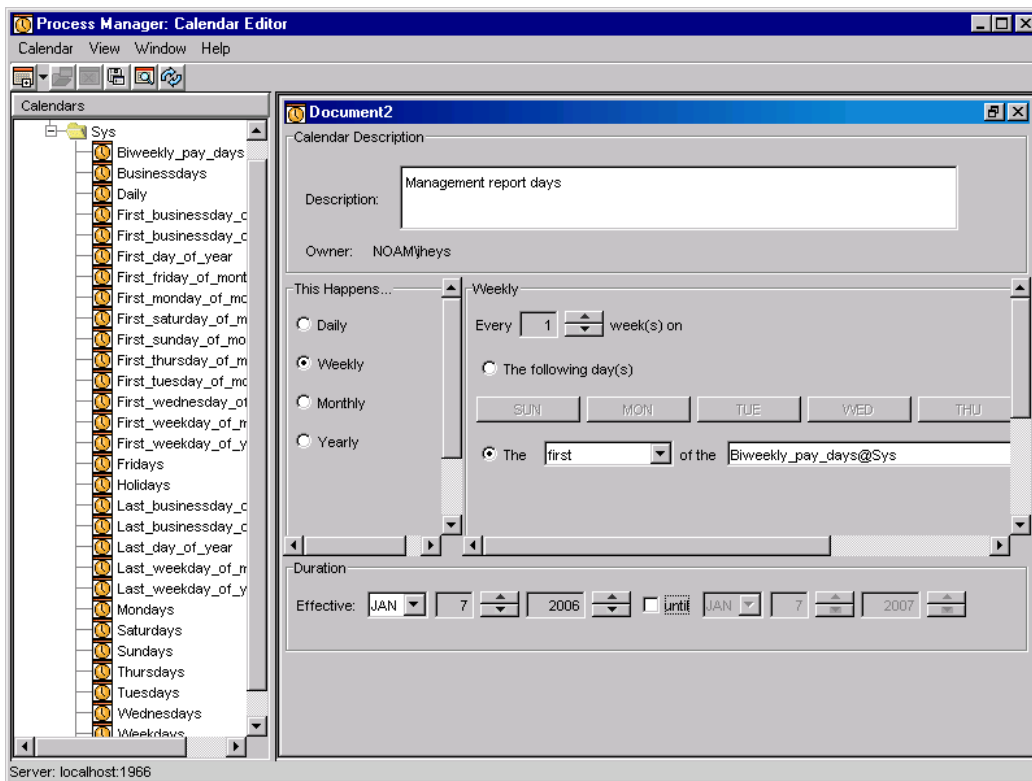 Process Manager: Calendar Editor
Calendar View Window Help
Calendars
Sys
Biweekly_pay_days
Businessdays
Daily
First_businessday_c
First_businessday_c
First_day_of_year
First_friday_of_mont
First_monday_of_mc
First_saturday_of_m
First_sunday_of_mo
First_thursday_of_m
First_tuesday_of_mc
First_wednesday_of
First_weekday_of_m
First_weekday_of_y
Fridays
Holidays
Last_businessday_c
Last_businessday_c
Last_day_of_year
Last_weekday_of_m
Last_weekday_of_y
Mondays
Saturdays
Sundays
Thursdays
Tuesdays
Wednesdays
Weekdays
Document2
Calendar Description
Description: Management report days
Owner: NOAM\jheys
This Happens...
Daily
Weekly
Monthly
Yearly
Weekly
Every 1 week(s) on
The following day(s)
SUN MON TUE WED THU
The first of the Biweekly_pay_days@Sys
Duration
Effective: JAN 7 2006 until JAN 7 2007
Server: localhost:1966